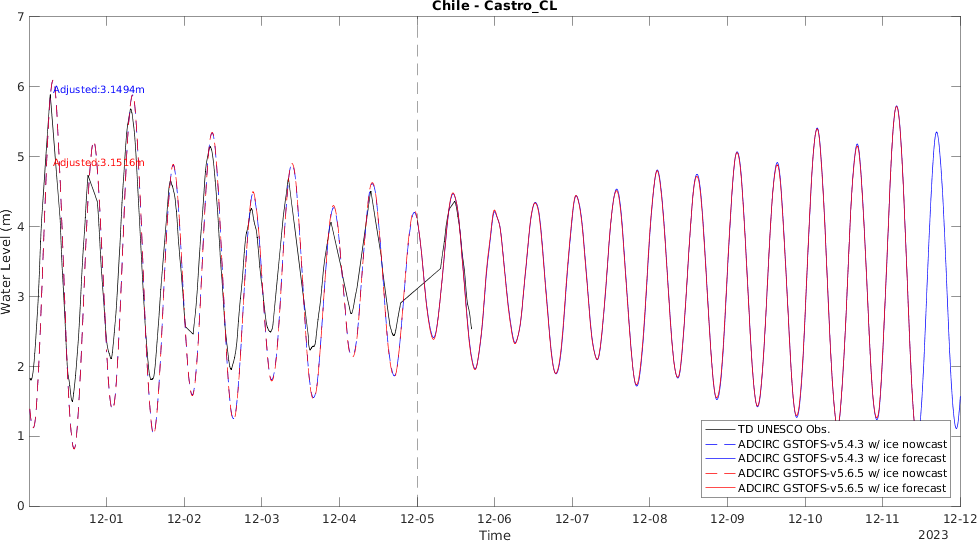 Chile - Castro_CL
7
6
5
4
3
2
1
0
Water Level (m)
Adjusted:3.1494m
Adjusted:3.1516m
TD UNESCO Obs.
ADCIRC GSTOFS-v5.4.3 w/ ice nowcast
ADCIRC GSTOFS-v5.4.3 w/ ice forecast
ADCIRC GSTOFS-v5.6.5 w/ ice nowcast
ADCIRC GSTOFS-v5.6.5 w/ ice forecast
12-01 12-02 12-03 12-04 12-05 12-06 12-07 12-08 12-09 12-10 12-11 12-12
Time
2023